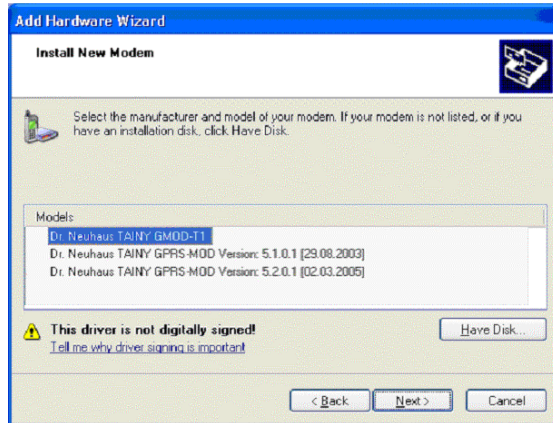 Add Hardware Wizard
Install New Modem
Select the manufacturer and model of your modem. If your modem is not listed, or if you
have an installation disk, click Have Disk.
Models
Dr. Neuhaus TAINY GMOD-T1
Dr. Neuhaus TAINY GPRS-MOD Version: 5.1.0.1 [29.08.2003]
Dr. Neuhaus TAINY GPRS-MOD Version: 5.2.0.1 [02.03.2005]
This driver is not digitally signed!
Have Disk...
Tell me why driver signing is important
< Back
Next >
Cancel